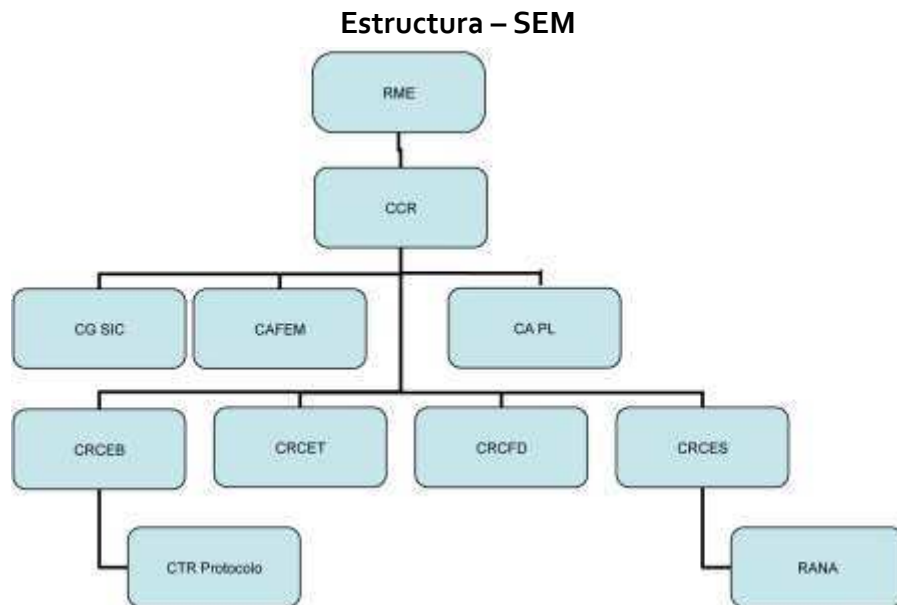 Estructura – SEM
RME
CCR
CG SIC
CAFEM
CA PL
CRCEB
CRCET
CRCFD
CRCES
CTR Protocolo
RANA